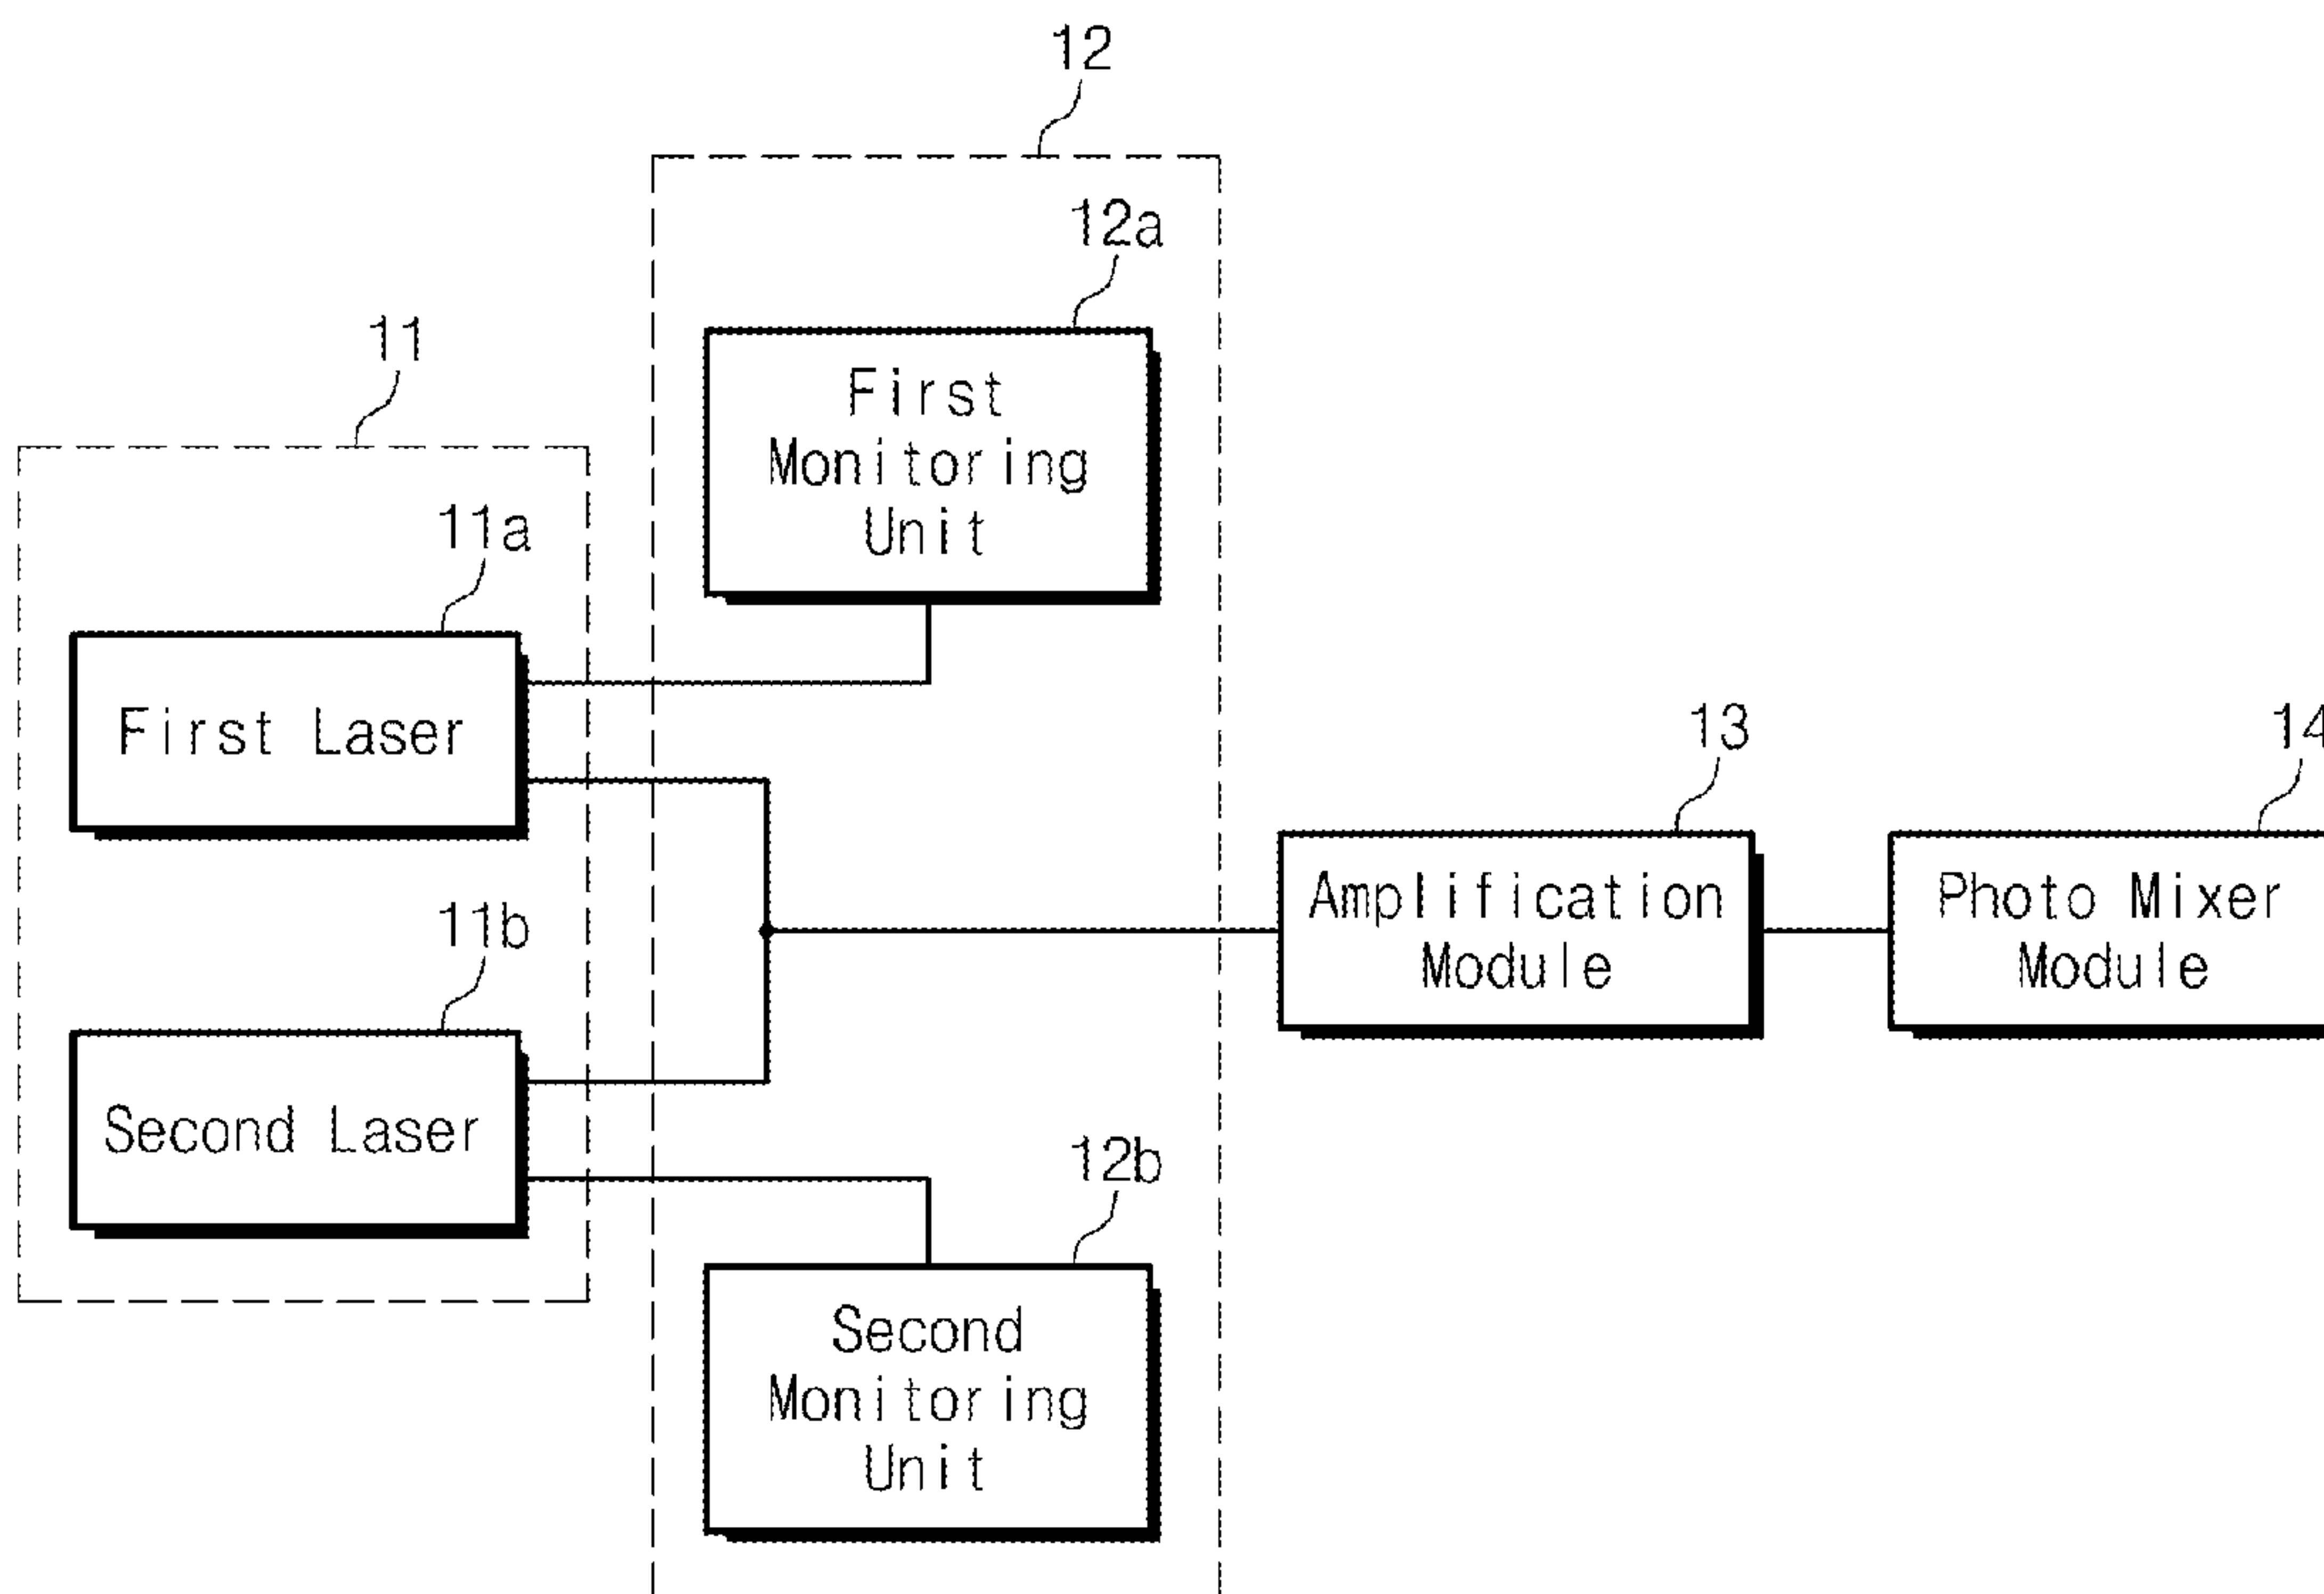 12
12a
First
Monitoring
Unit
11
11a
First Laser
13
14
Amplification
Module
Photo Mixer
Module
11b
Second Laser
12b
Second
Monitoring
Unit